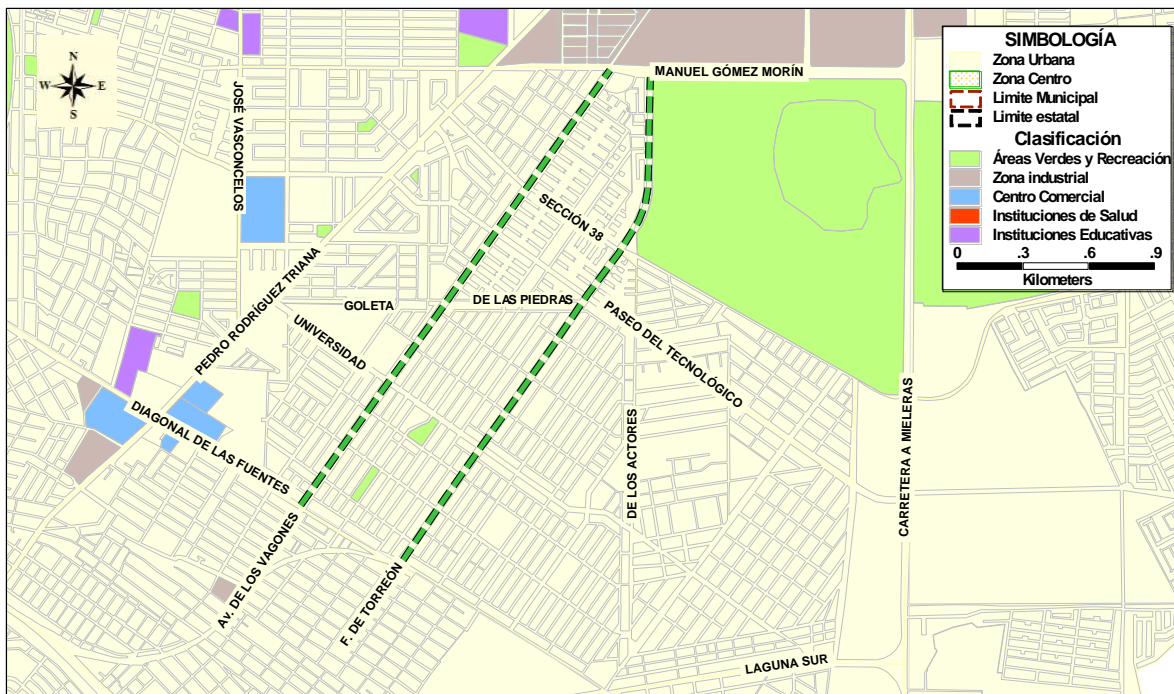 N
W E
S
SIMBOLOGÍA
Zona Urbana
Zona Centro
Limite Municipal
Limite estatal
Clasificación
Áreas Verdes y Recreación
Zona industrial
Centro Comercial
Instituciones de Salud
Instituciones Educativas
0 .3 .6 .9
Kilometers
MANUEL GÓMEZ MORÍN
JOSÉ VASCONCELOS
SECCIÓN 38
PEDRO RODRÍGUEZ TRIANA
GOLETA
DE LAS PIEDRAS
UNIVERSIDAD
PASEO DEL TECNOLÓGICO
DIAGONAL DE LAS FUENTES
DE LOS ACTORES
CARRETERA A MIELERAS
AV. DE LOS VAGONES
F. DE TORREÓN
LAGUNA SUR